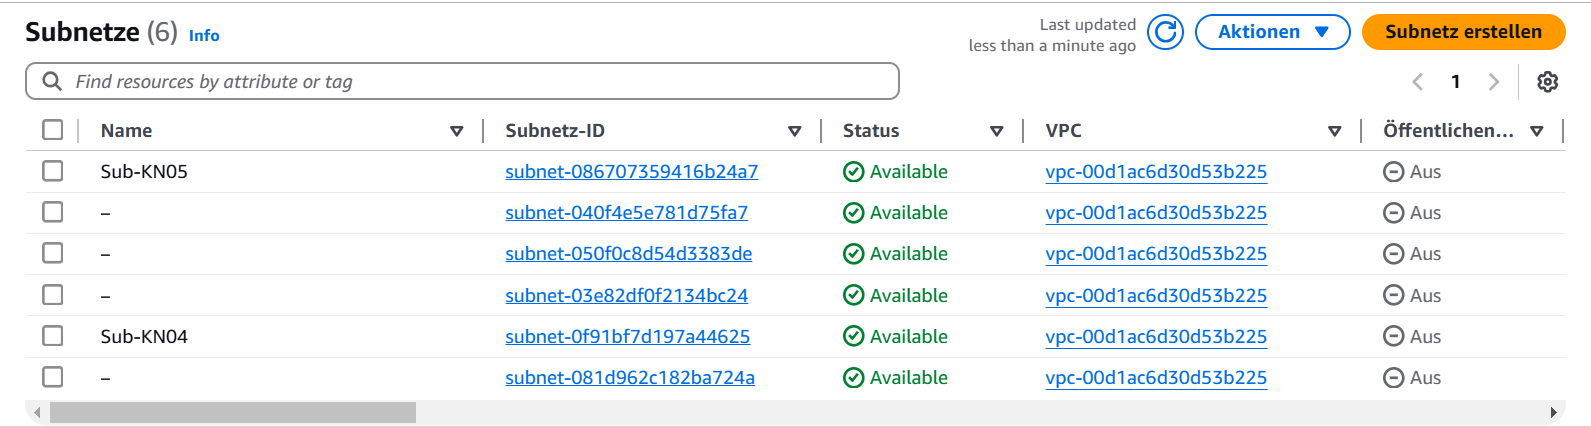 Subnetze (6) Info
Last updated
less than a minute ago
Aktionen
Subnetz erstellen
Find resources by attribute or tag
1
Name Subnetz-ID Status VPC Öffentlichen...
Sub-KN05 subnet-086707359416b24a7 Available vpc-00d1ac6d30d53b225 Aus
– subnet-040f4e5e781d75fa7 Available vpc-00d1ac6d30d53b225 Aus
– subnet-050f0c8d54d3383de Available vpc-00d1ac6d30d53b225 Aus
– subnet-03e82df0f2134bc24 Available vpc-00d1ac6d30d53b225 Aus
Sub-KN04 subnet-0f91bf7d197a44625 Available vpc-00d1ac6d30d53b225 Aus
– subnet-081d962c182ba724a Available vpc-00d1ac6d30d53b225 Aus